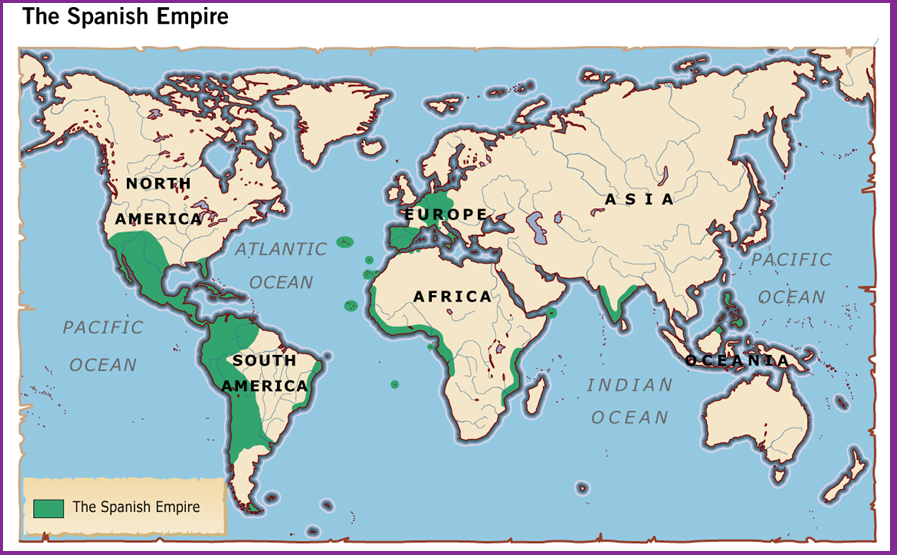 The Spanish Empire
NORTH
AMERICA
ATLANTIC
OCEAN
PACIFIC
OCEAN
SOUTH
AMERICA
EUROPE
AFRICA
ASIA
PACIFIC
OCEAN
OCEANIA
INDIAN
OCEAN
The Spanish Empire